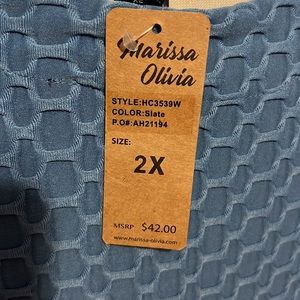 Marissa
Olivia
STYLE:HC3539W
COLOR:Slate
P.O#:AH21194
SIZE:
2X
MSRP $42.00
www.marissa-olivia.com